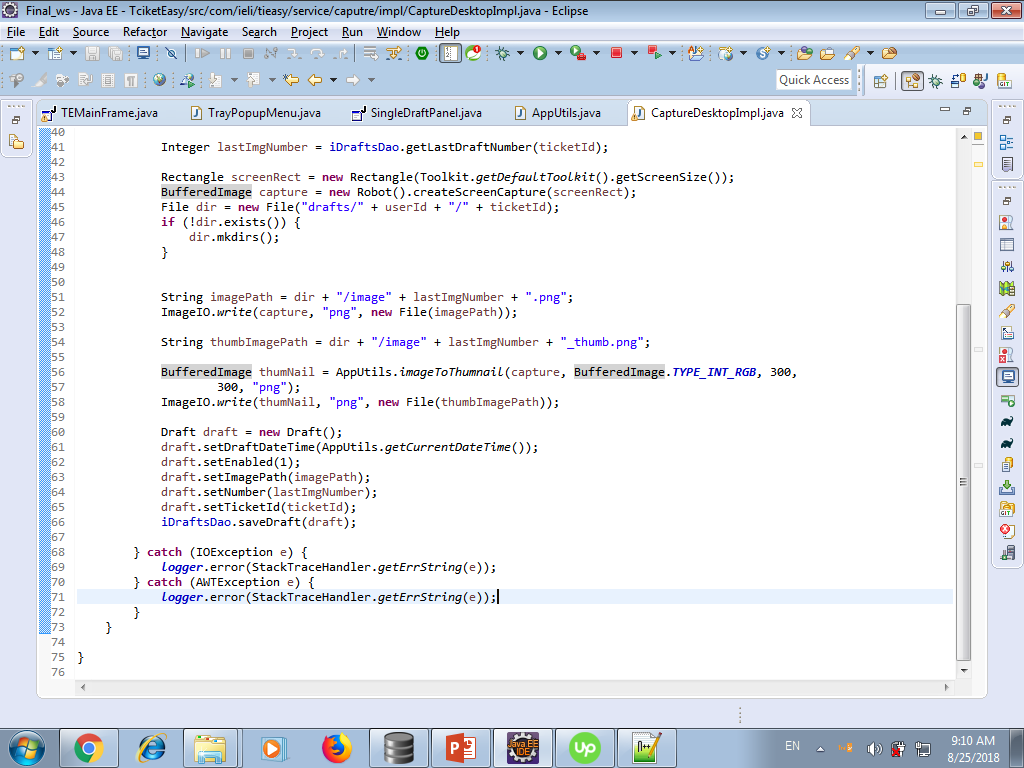 Final_ws - Java EE - TciketEasy/src/com/ieli/tieasy/service/caputre/impl/CaptureDesktopImpl.java - Eclipse
File Edit Source Refactor Navigate Search Project Run Window Help
Quick Access
TEMainFrame.java TrayPopupMenu.java SingleDraftPanel.java AppUtils.java CaptureDesktopImpl.java
40
41 Integer lastImgNumber = iDraftsDao.getLastDraftNumber(ticketId);
42
43 Rectangle screenRect = new Rectangle(Toolkit.getDefaultToolkit().getScreenSize());
44 BufferedImage capture = new Robot().createScreenCapture(screenRect);
45 File dir = new File("drafts/" + userId + "/" + ticketId);
46 if (!dir.exists()) {
47 dir.mkdirs();
48 }
49
50
51 String imagePath = dir + "/image" + lastImgNumber + ".png";
52 ImageIO.write(capture, "png", new File(imagePath));
53
54 String thumbImagePath = dir + "/image" + lastImgNumber + "_thumb.png";
55
56 BufferedImage thumNail = AppUtils.imageToThumnail(capture, BufferedImage.TYPE_INT_RGB, 300,
57 300, "png");
58 ImageIO.write(thumNail, "png", new File(thumbImagePath));
59
60 Draft draft = new Draft();
61 draft.setDraftDateTime(AppUtils.getCurrentDateTime());
62 draft.setEnabled(1);
63 draft.setImagePath(imagePath);
64 draft.setNumber(lastImgNumber);
65 draft.setTicketId(ticketId);
66 iDraftsDao.saveDraft(draft);
67
68 } catch (IOException e) {
69 logger.error(StackTraceHandler.getErrString(e));
70 } catch (AWTException e) {
71 logger.error(StackTraceHandler.getErrString(e));
72 }
73 }
74
75 }
76
EN
9:10 AM
8/25/2018